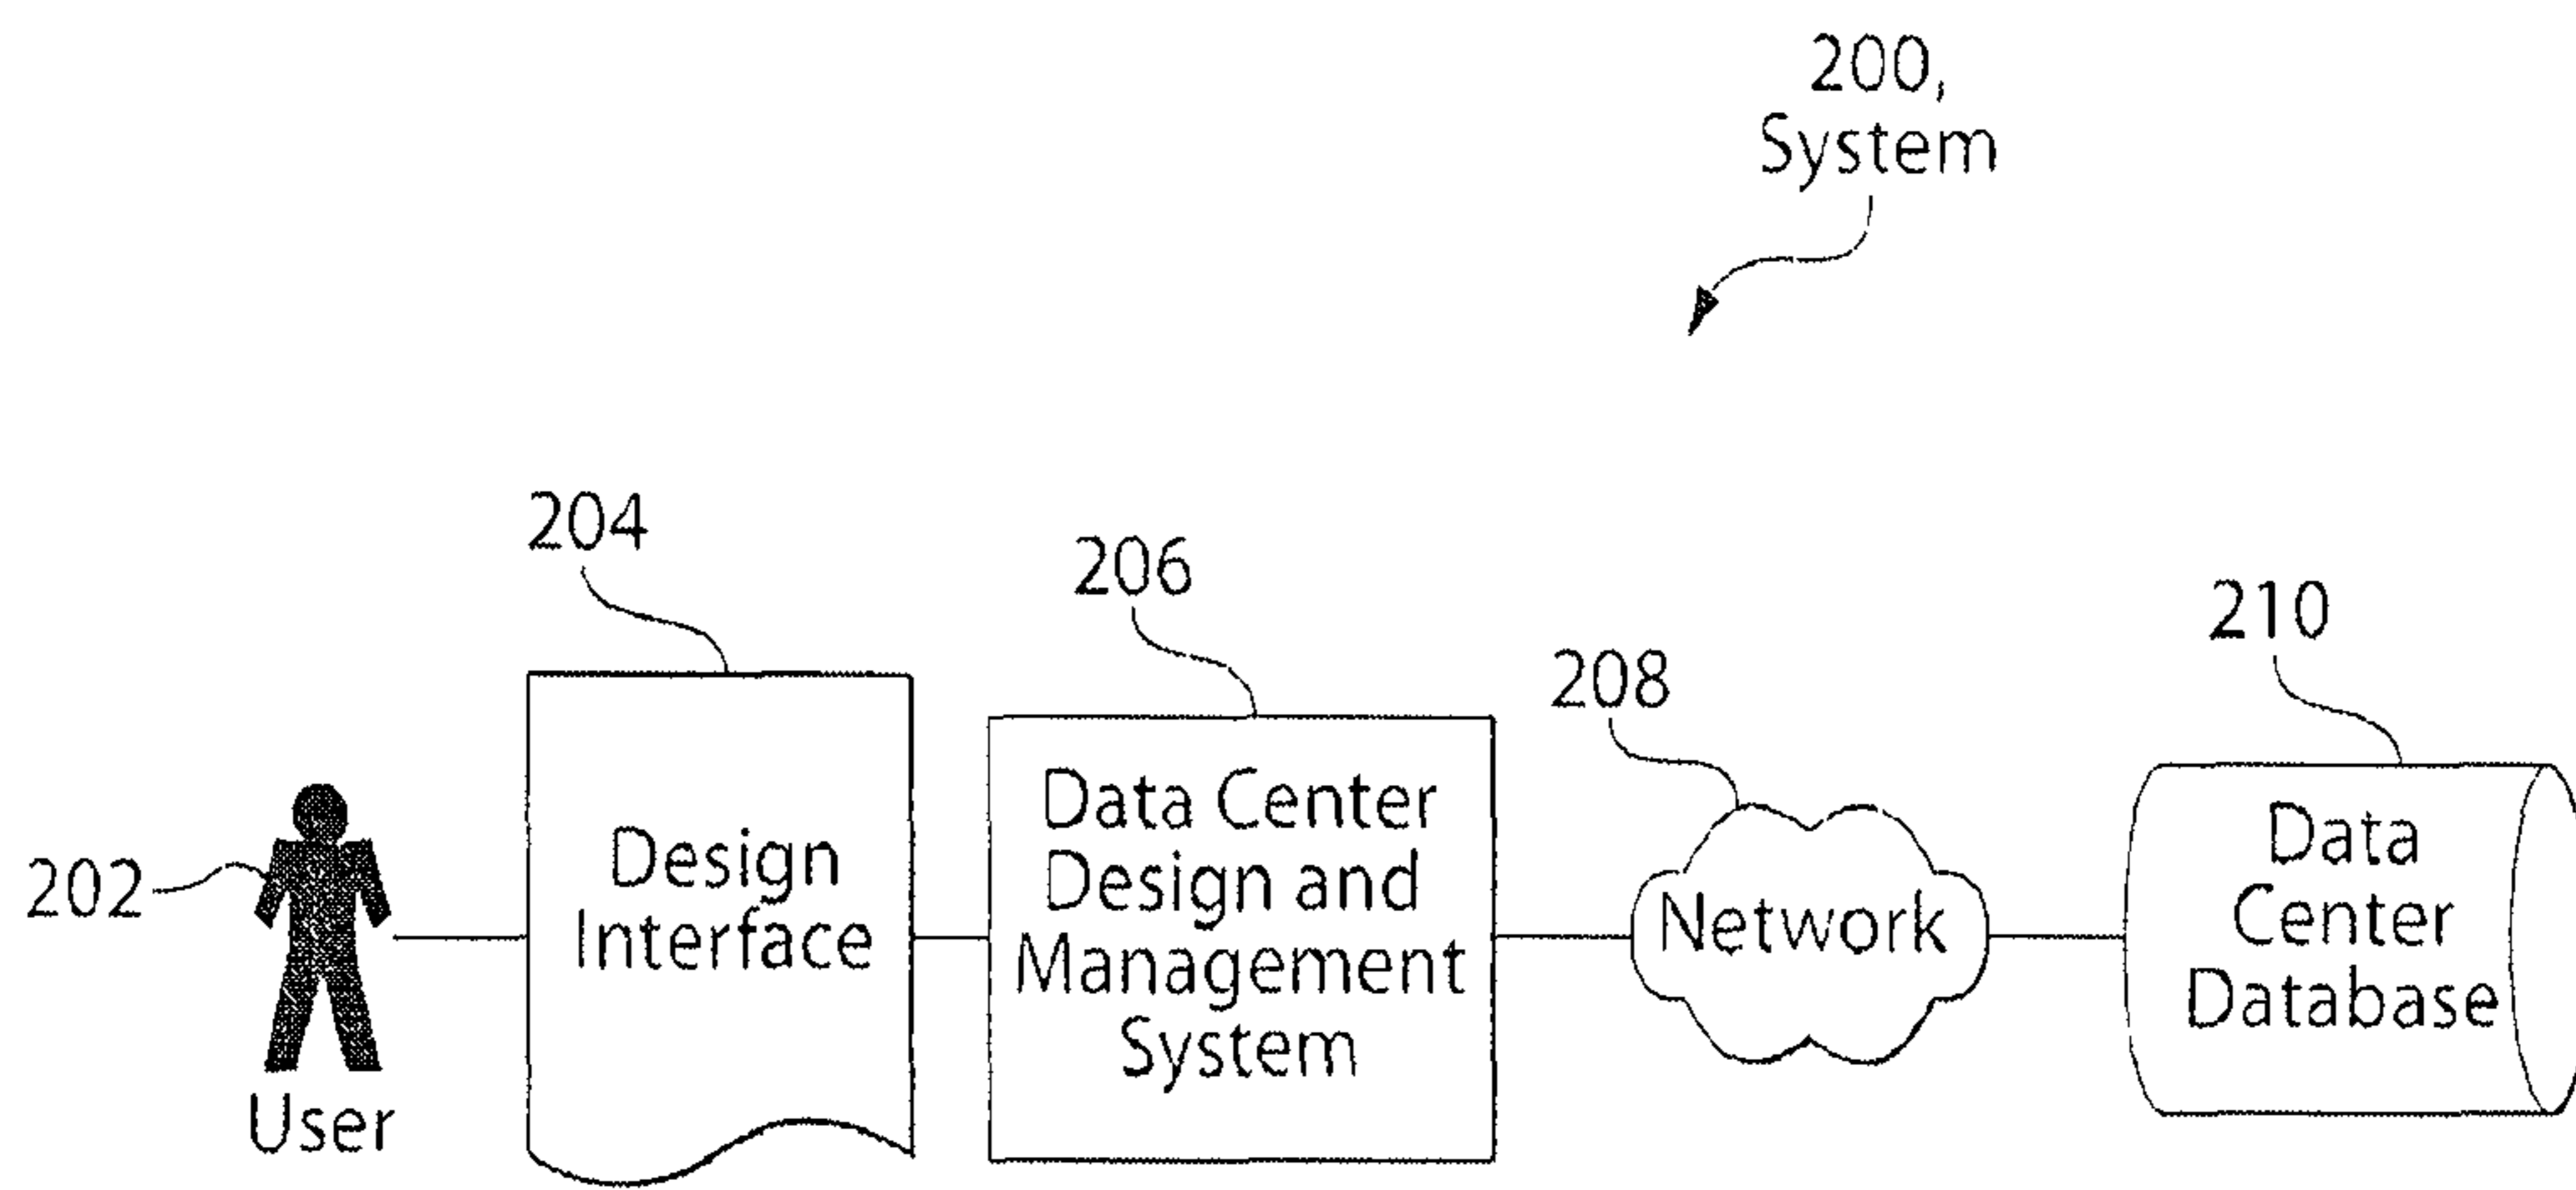 200,
System
204
206
210
208
202
Design
Interface
Data Center
Design and
Management
System
Network
Data
Center
Database
User